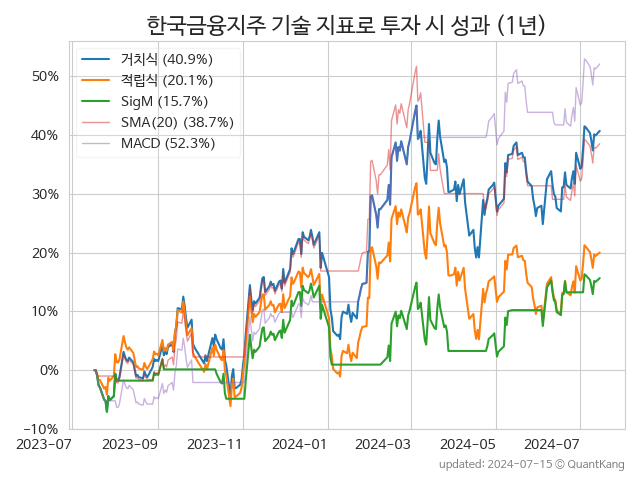 한국금융지주 기술 지표로 투자 시 성과 (1년)
거치식 (40.9%)
적립식 (20.1%)
SigM (15.7%)
SMA(20) (38.7%)
MACD (52.3%)
50%
40%
30%
20%
10%
0%
−10%
2023-07
2023-09
2023-11
2024-01
2024-03
2024-05
2024-07
updated: 2024-07-15 © QuantKang